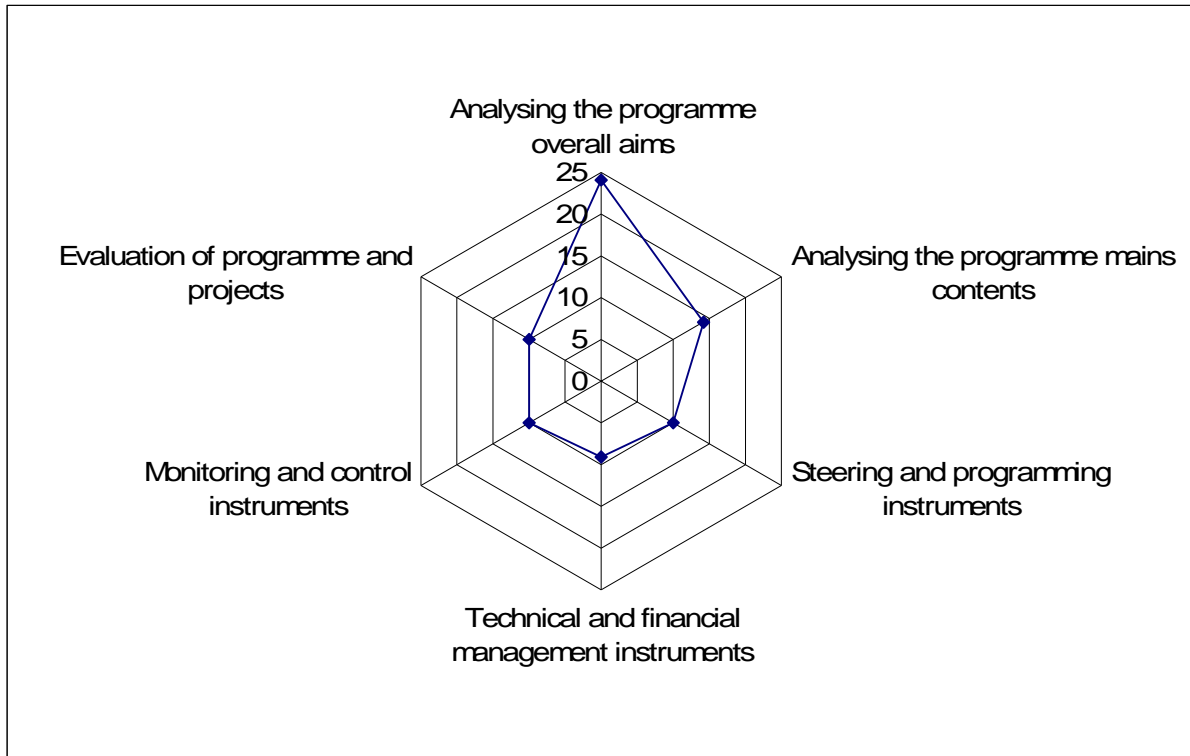 Analysing the programme
overall aims
25
20
15
10
5
0
Analysing the programme mains
contents
Steering and programming
instruments
Technical and financial
management instruments
Monitoring and control
instruments
Evaluation of programme and
projects